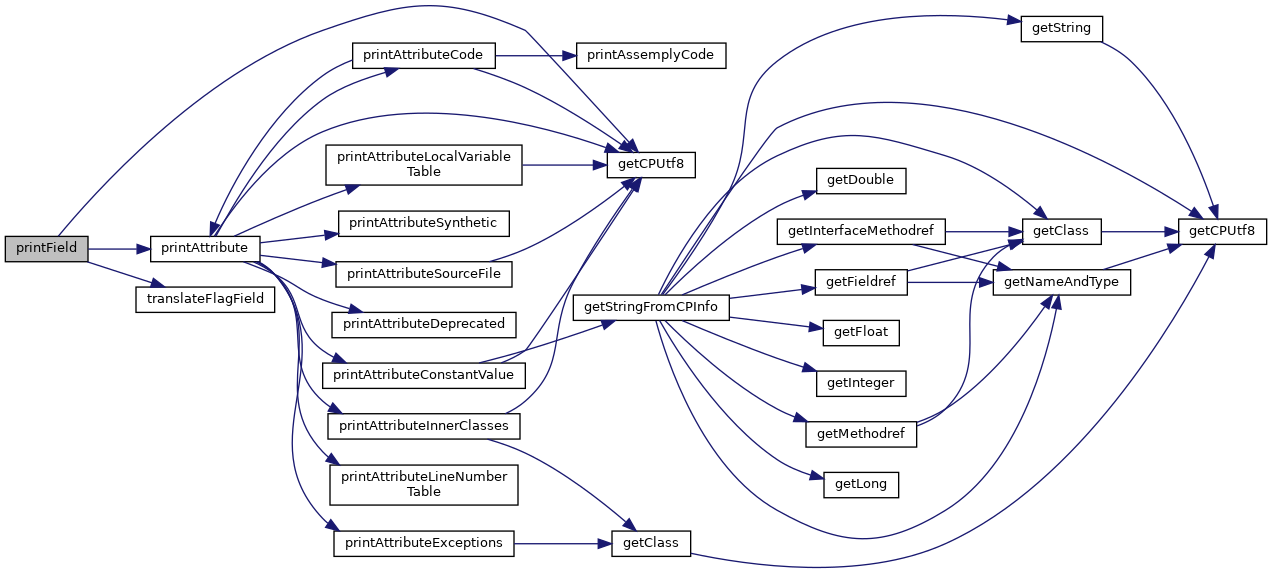 printField
printAttribute
translateFlagField
printAttributeCode
printAttributeLocalVariable
Table
printAttributeSynthetic
printAttributeSourceFile
printAttributeDeprecated
printAttributeConstantValue
printAttributeInnerClasses
printAttributeLineNumber
Table
printAttributeExceptions
printAssemplyCode
getCPUtf8
getStringFromCPInfo
getClass
getDouble
getInterfaceMethodref
getFieldref
getFloat
getInteger
getMethodref
getLong
getString
getClass
getNameAndType
getCPUtf8